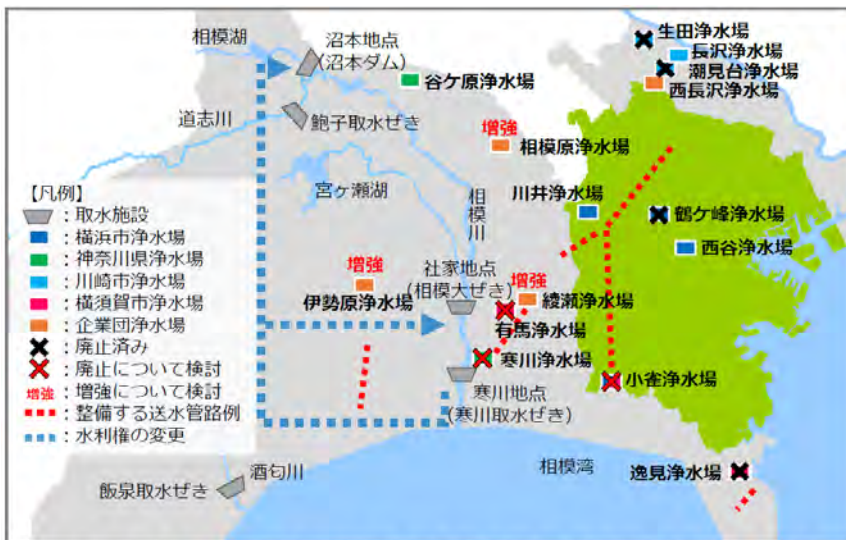 相模湖
沼本地点
(沼本ダム)
谷ケ原浄水場
生田浄水場
長沢浄水場
潮見台浄水場
西長沢浄水場
道志川
鮑子取水ぜき
増強
相模原浄水場
宮ヶ瀬湖
相模川
川井浄水場
鶴ケ峰浄水場
西谷浄水場
【凡例】
:取水施設
:横浜市浄水場
:神奈川県浄水場
:川崎市浄水場
:横須賀市浄水場
:企業団浄水場
:廃止済み
:廃止について検討
増強:増強について検討
:整備する送水管路例
:水利権の変更
増強
伊勢原浄水場
社家地点
(相模大ぜき)
増強
綾瀬浄水場
有馬浄水場
寒川浄水場
寒川地点
(寒川取水ぜき)
小雀浄水場
酒匂川
飯泉取水ぜき
相模湾
逸見浄水場